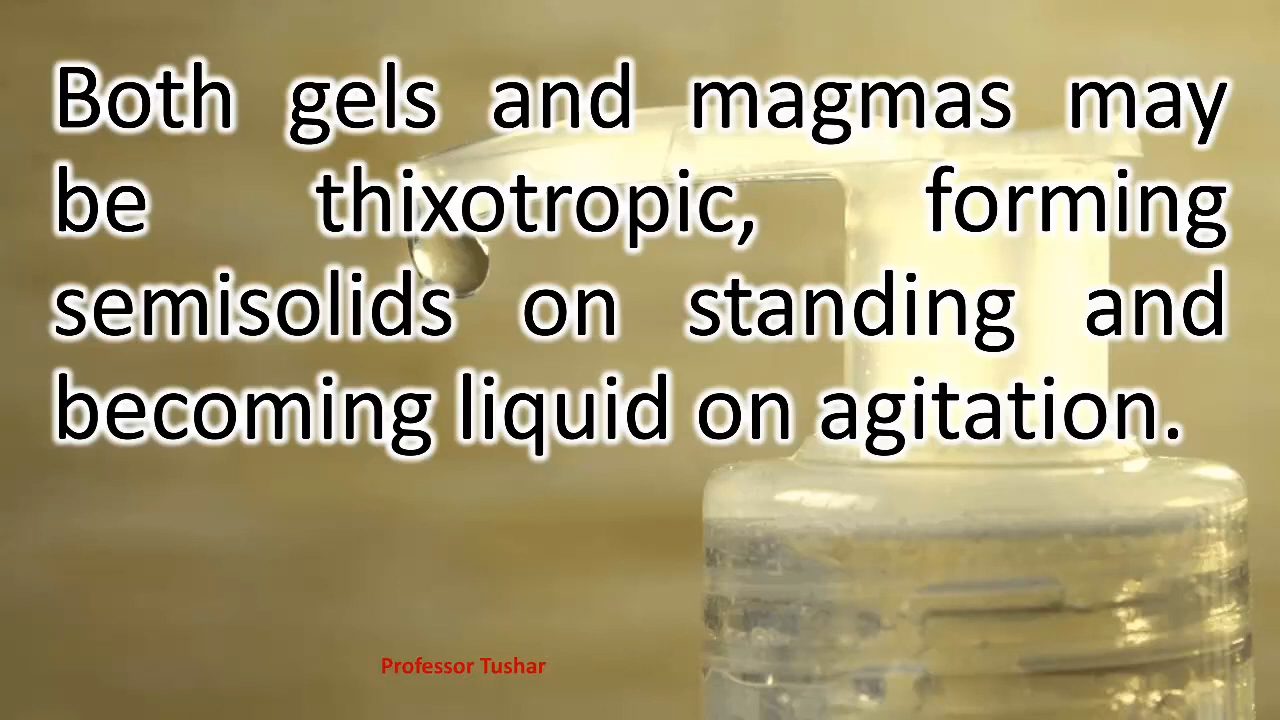 Both gels and magmas may
be thixotropic, forming
semisolids on standing and
becoming liquid on agitation.
Professor Tushar